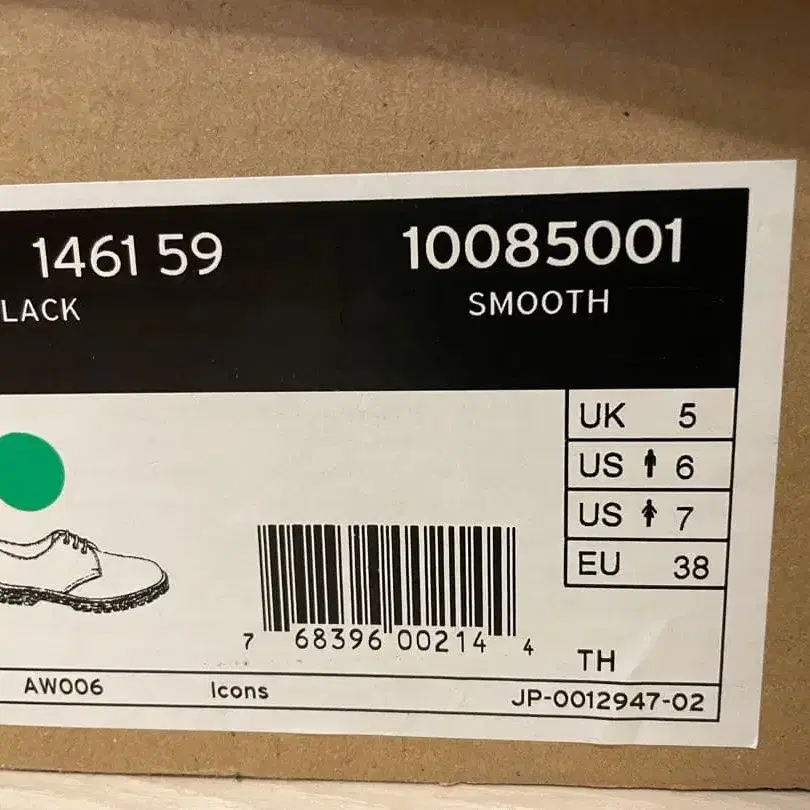 1461 59 10085001
LACK SMOOTH
UK 5
US 6
US 7
EU 38
7 68396 00214 4
TH
AW006 Icons JP-0012947-02